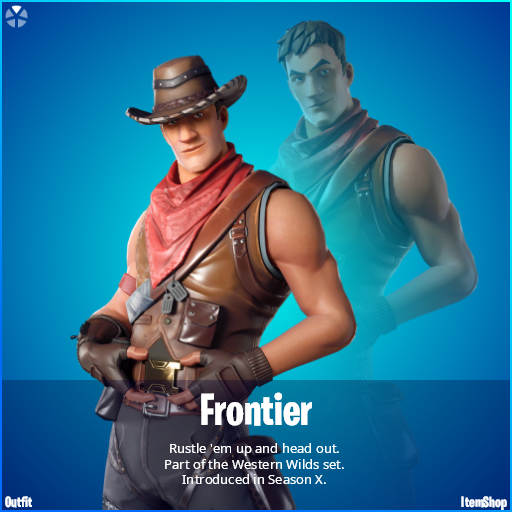 Frontier
Rustle 'em up and head out.
Part of the Western Wilds set.
Introduced in Season X.
Outfit
ItemShop